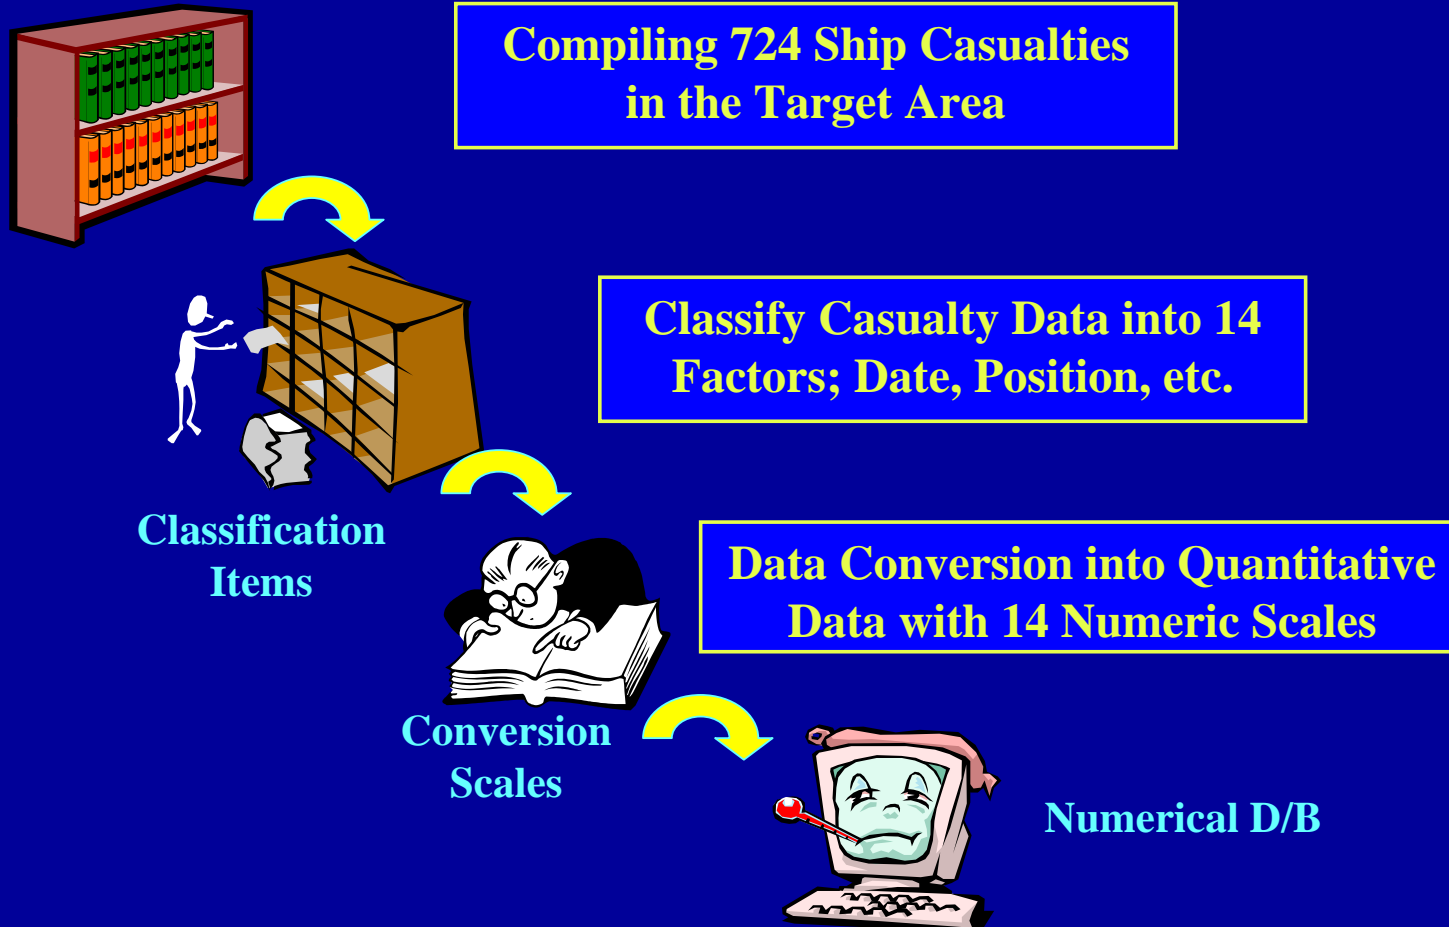 Compiling 724 Ship Casualties
in the Target Area
Classify Casualty Data into 14
Factors; Date, Position, etc.
Classification
Items
Data Conversion into Quantitative
Data with 14 Numeric Scales
Conversion
Scales
Numerical D/B